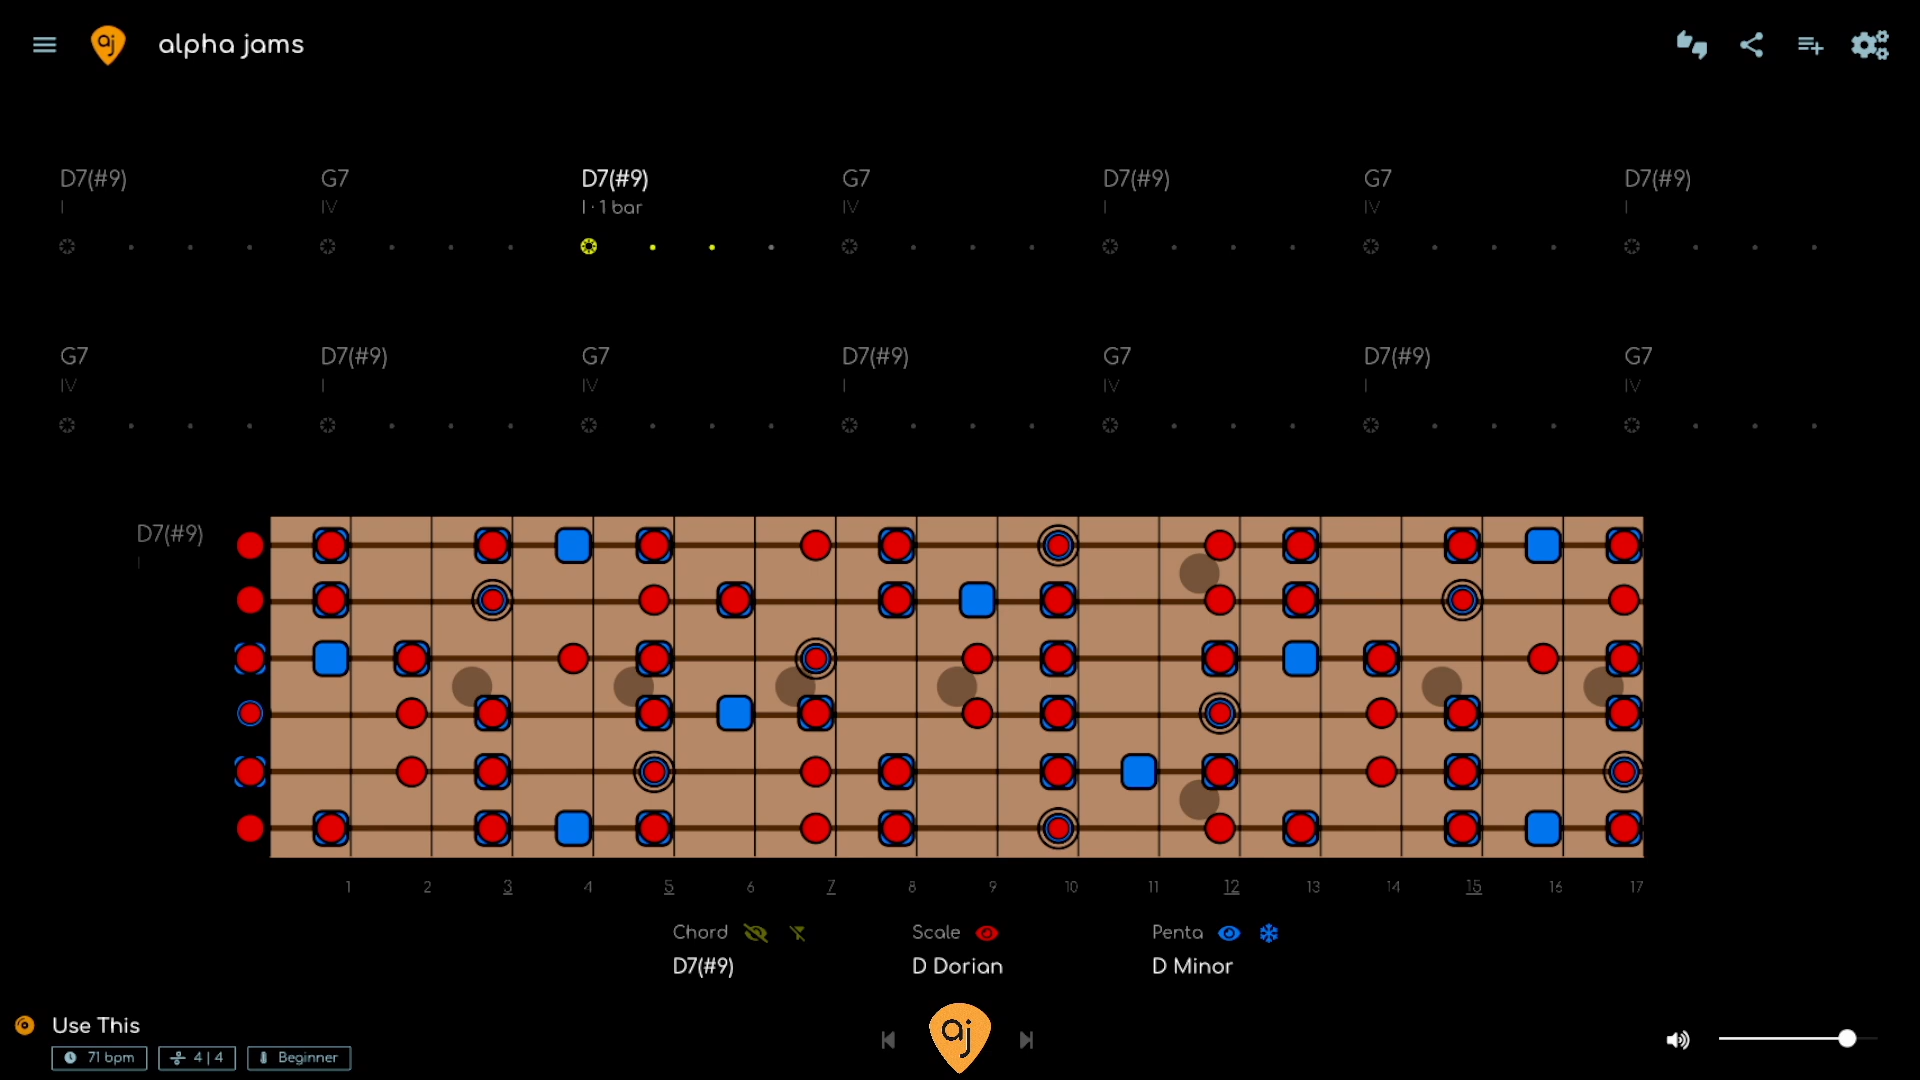 aj alpha jams
D7(#9) G7 D7(#9) G7 D7(#9) G7 D7(#9)
I IV I · 1 bar IV I IV I
G7 D7(#9) G7 D7(#9) G7 D7(#9) G7
IV I IV I IV I IV
D7(#9)
I
1 2 3 4 5 6 7 8 9 10 11 12 13 14 15 16 17
Chord Scale Penta
D7(#9) D Dorian D Minor
Use This
aj
71 bpm 4 | 4 Beginner